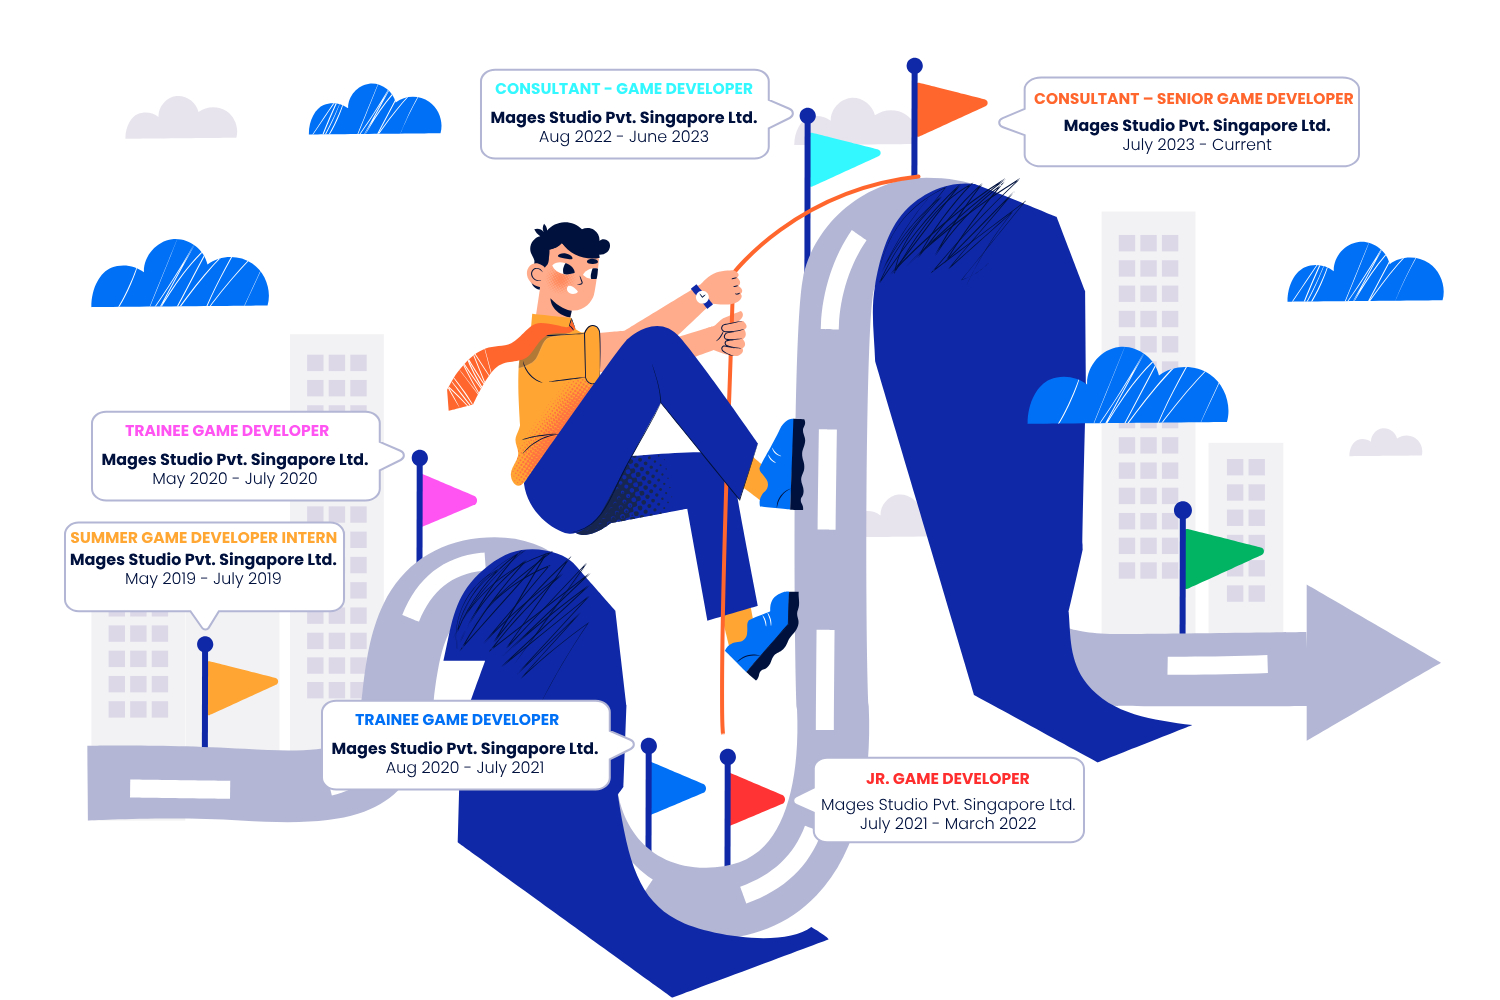 CONSULTANT - GAME DEVELOPER
Mages Studio Pvt. Singapore Ltd.
Aug 2022 - June 2023
CONSULTANT – SENIOR GAME DEVELOPER
Mages Studio Pvt. Singapore Ltd.
July 2023 - Current
TRAINEE GAME DEVELOPER
Mages Studio Pvt. Singapore Ltd.
May 2020 - July 2020
SUMMER GAME DEVELOPER INTERN
Mages Studio Pvt. Singapore Ltd.
May 2019 - July 2019
TRAINEE GAME DEVELOPER
Mages Studio Pvt. Singapore Ltd.
Aug 2020 - July 2021
JR. GAME DEVELOPER
Mages Studio Pvt. Singapore Ltd.
July 2021 - March 2022